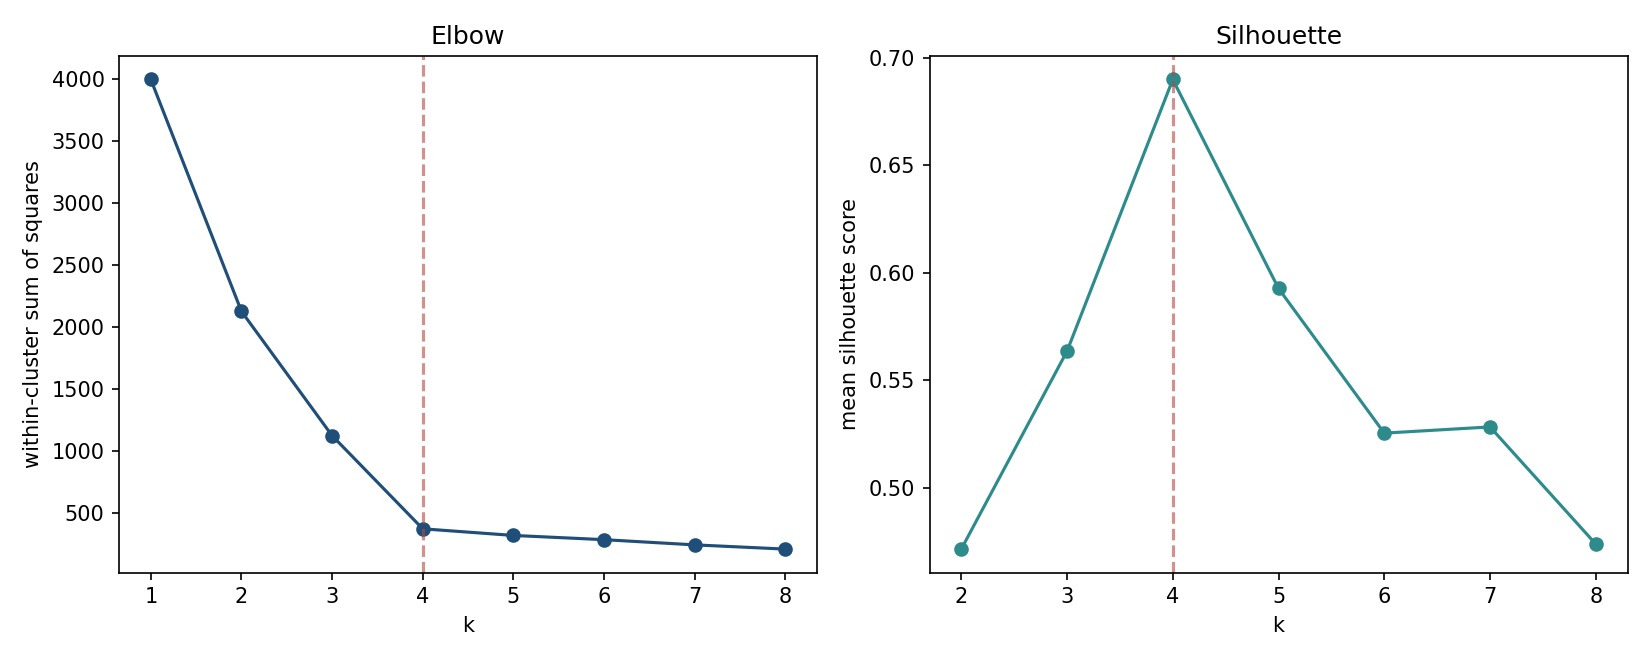 Elbow
within-cluster sum of squares
4000
3500
3000
2500
2000
1500
1000
500
1 2 3 4 5 6 7 8
k
Silhouette
mean silhouette score
0.70
0.65
0.60
0.55
0.50
2 3 4 5 6 7 8
k